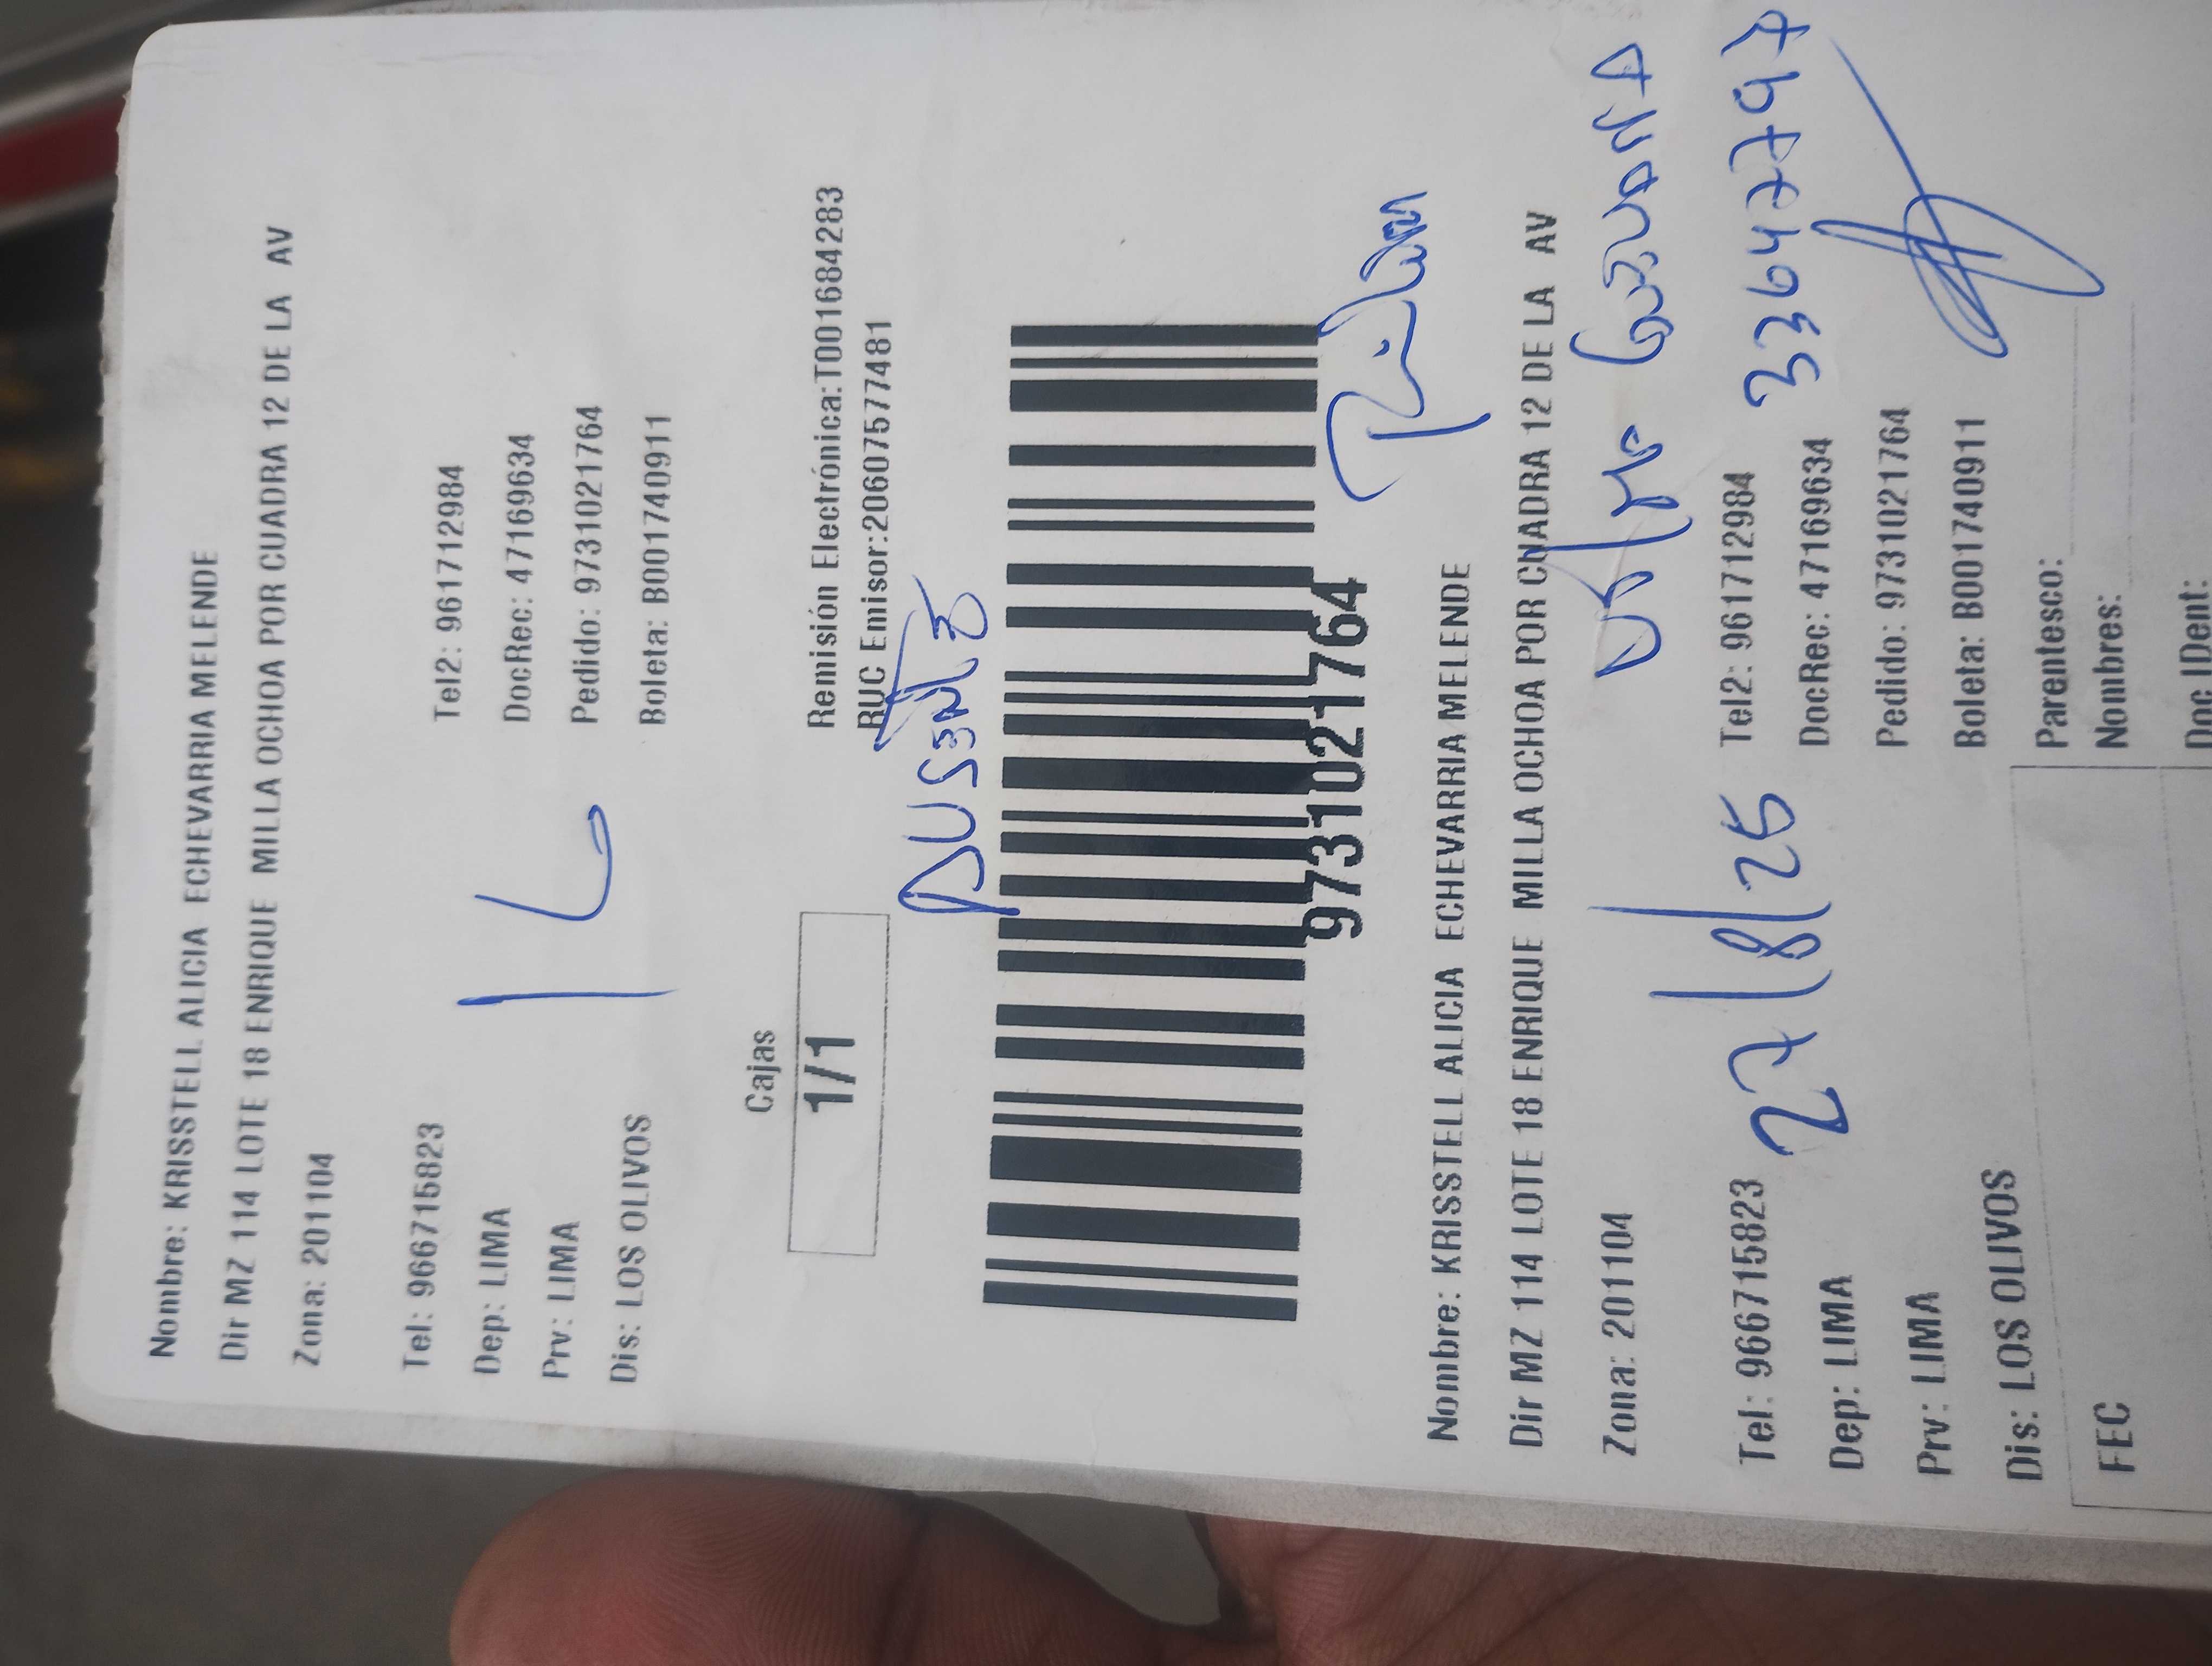 Nombre: KRISSTELL ALICIA ECHEVARRIA MELENDE
Dir MZ 114 LOTE 18 ENRIQUE MILLA OCHOA POR CUADRA 12 DE LA AV
Zona: 201104
Tel: 966715823 Tel2: 961712984
Dep: LIMA DocRec: 47169634
Prv: LIMA Pedido: 9731021764
Dis: LOS OLIVOS Boleta: B001740911
Cajas
1/1
Remisión Electrónica:T001684283
RUC Emisor:20607577481
9731021764
Nombre: KRISSTELL ALICIA ECHEVARRIA MELENDE
Dir MZ 114 LOTE 18 ENRIQUE MILLA OCHOA POR CUADRA 12 DE LA AV
Zona: 201104
27/8/25
33642797
Tel: 966715823 Tel2: 961712984
Dep: LIMA DocRec: 47169634
Prv: LIMA Pedido: 9731021764
Dis: LOS OLIVOS Boleta: B001740911
FEC
Parentesco:
Nombres:
Doc IDent: